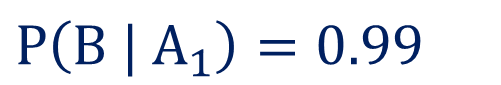 P(B | A₁) = 0.99